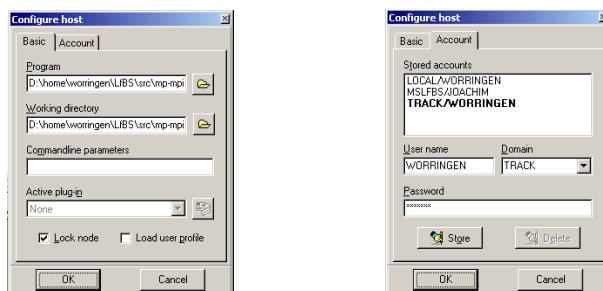 Configure host
Basic
Account
Program
D:\home\worringen\LfBS\src\mp-mpi
Working directory
D:\home\worringen\LfBS\src\mp-mpi
Commandline parameters
Active plug-in
None
Lock node
Load user profile
OK
Cancel
Configure host
Basic
Account
Stored accounts
LOCAL/WORRINGEN
MSLFBS/JOACHIM
TRACK/WORRINGEN
User name
Domain
WORRINGEN
TRACK
Password
xxxxxxx
Store
Delete
OK
Cancel